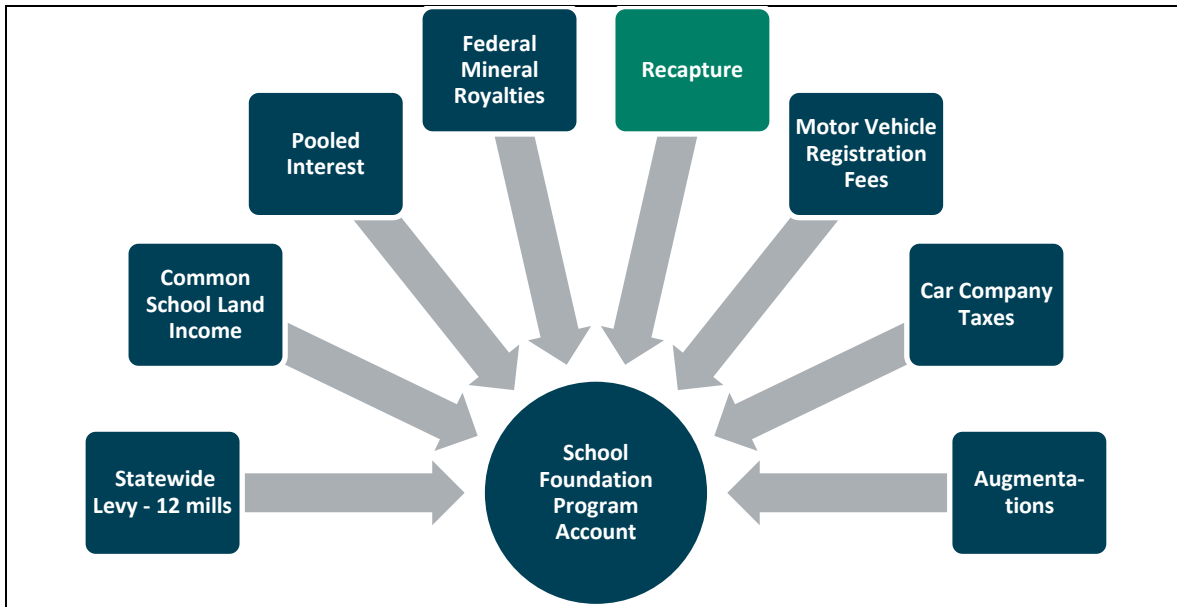 Federal
Mineral
Royalties
Recapture
Pooled
Interest
Motor Vehicle
Registration
Fees
Common
School Land
Income
Car Company
Taxes
Statewide
Levy - 12 mills
School
Foundation
Program
Account
Augmenta-
tions